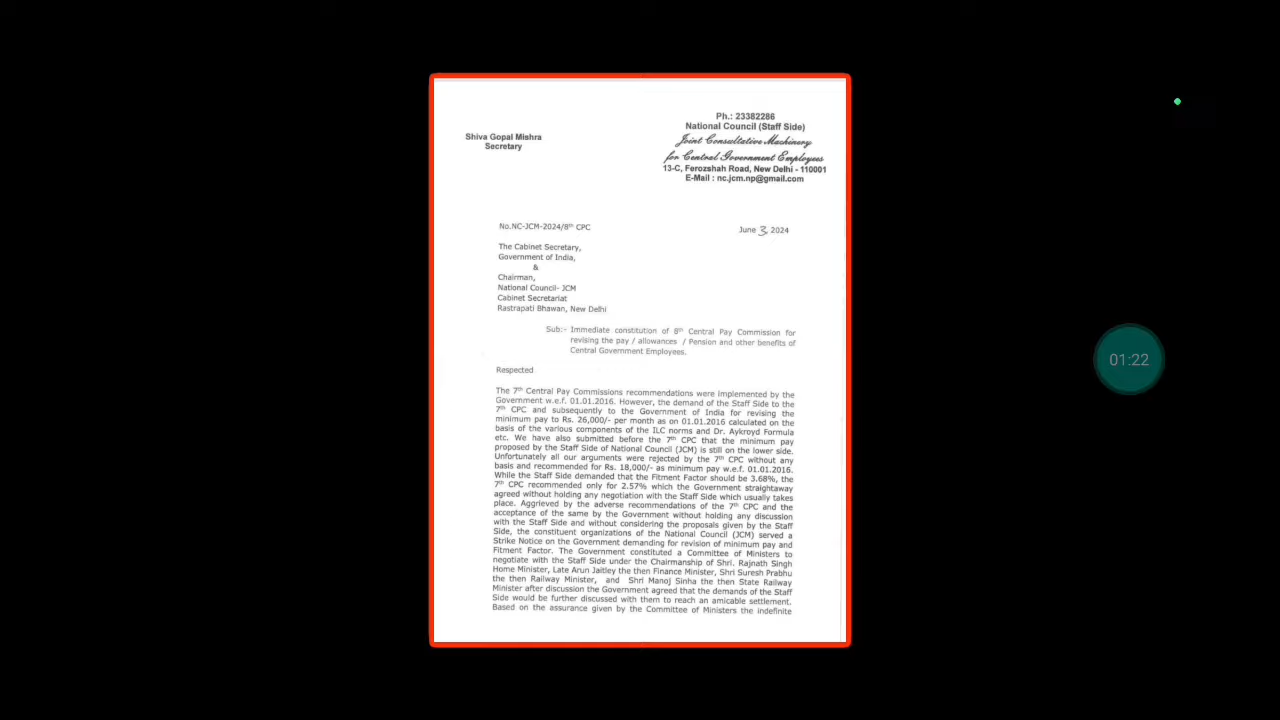 Shiva Gopal Mishra
Secretary
Ph.: 23382286
National Council (Staff Side)
Joint Consultative Machinery
for Central Government Employees
13-C, Ferozshah Road, New Delhi - 110001
E-Mail : nc.jcm.np@gmail.com
No.NC-JCM-2024/8th CPC
June 3, 2024
The Cabinet Secretary,
Government of India,
&
Chairman,
National Council- JCM
Cabinet Secretariat
Rastrapati Bhawan, New Delhi
Sub:- Immediate constitution of 8th Central Pay Commission for
revising the pay / allowances / Pension and other benefits of
Central Government Employees.
Respected
The 7th Central Pay Commissions recommendations were implemented by the
Government w.e.f. 01.01.2016. However, the demand of the Staff Side to the
7th CPC and subsequently to the Government of India for revising the
minimum pay to Rs. 26,000/- per month as on 01.01.2016 calculated on the
basis of the various components of the ILC norms and Dr. Aykroyd Formula
etc. We have also submitted before the 7th CPC that the minimum pay
proposed by the Staff Side of National Council (JCM) is still on the lower side.
Unfortunately all our arguments were rejected by the 7th CPC without any
basis and recommended for Rs. 18,000/- as minimum pay w.e.f. 01.01.2016.
While the Staff Side demanded that the Fitment Factor should be 3.68%, the
7th CPC recommended only for 2.57% which the Government straightaway
agreed without holding any negotiation with the Staff Side which usually takes
place. Aggrieved by the adverse recommendations of the 7th CPC and the
acceptance of the same by the Government without holding any discussion
with the Staff Side and without considering the proposals given by the Staff
Side, the constituent organizations of the National Council (JCM) served a
Strike Notice on the Government demanding for revision of minimum pay and
Fitment Factor. The Government constituted a Committee of Ministers to
negotiate with the Staff Side under the Chairmanship of Shri. Rajnath Singh
Home Minister, Late Arun Jaitley the then Finance Minister, Shri Suresh Prabhu
the then Railway Minister, and Shri Manoj Sinha the then State Railway
Minister after discussion the Government agreed that the demands of the Staff
Side would be further discussed with them to reach an amicable settlement.
Based on the assurance given by the Committee of Ministers the indefinite
01:22